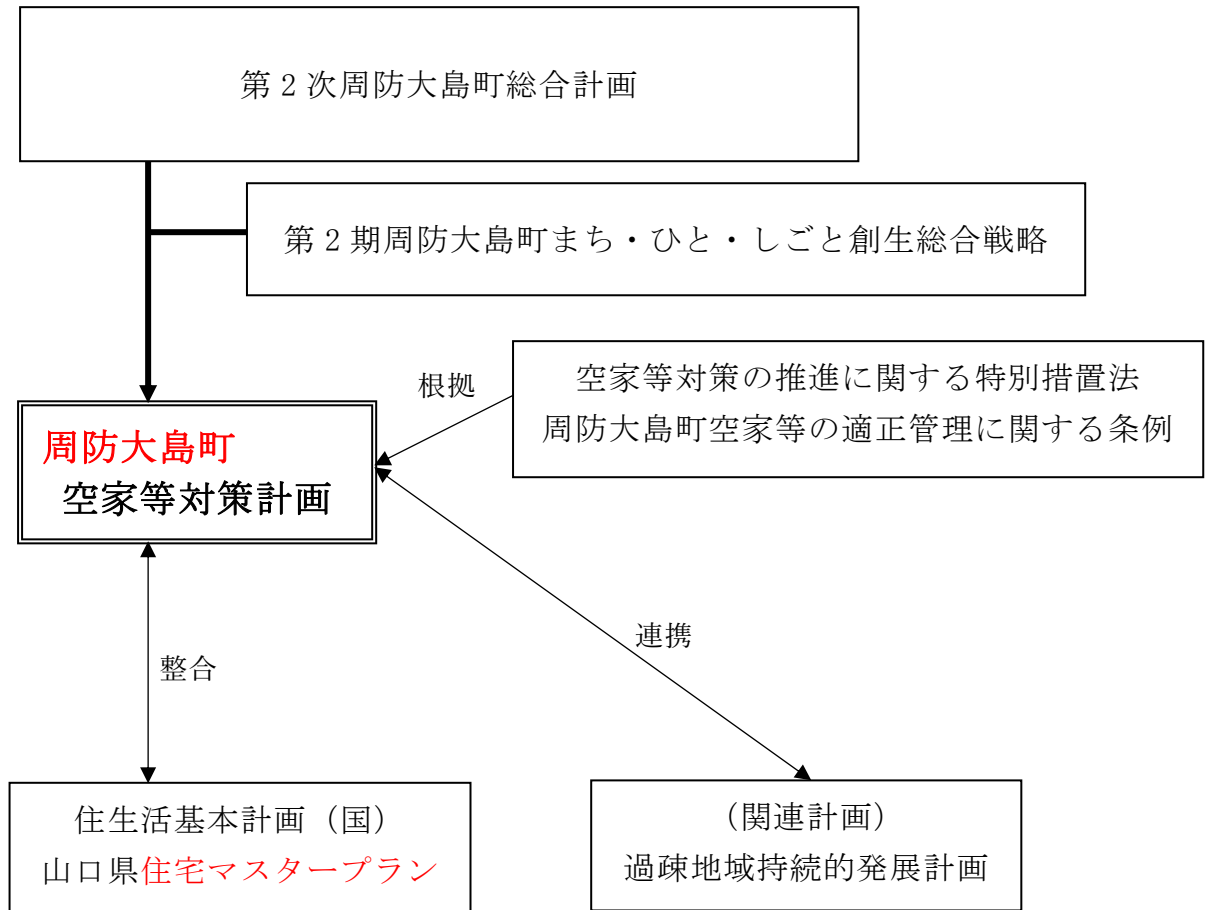 第2次周防大島町総合計画
第2期周防大島町まち・ひと・しごと創生総合戦略
根拠
空家等対策の推進に関する特別措置法
周防大島町空家等の適正管理に関する条例
周防大島町
空家等対策計画
整合
連携
住生活基本計画（国）
山口県住宅マスタープラン
（関連計画）
過疎地域持続的発展計画